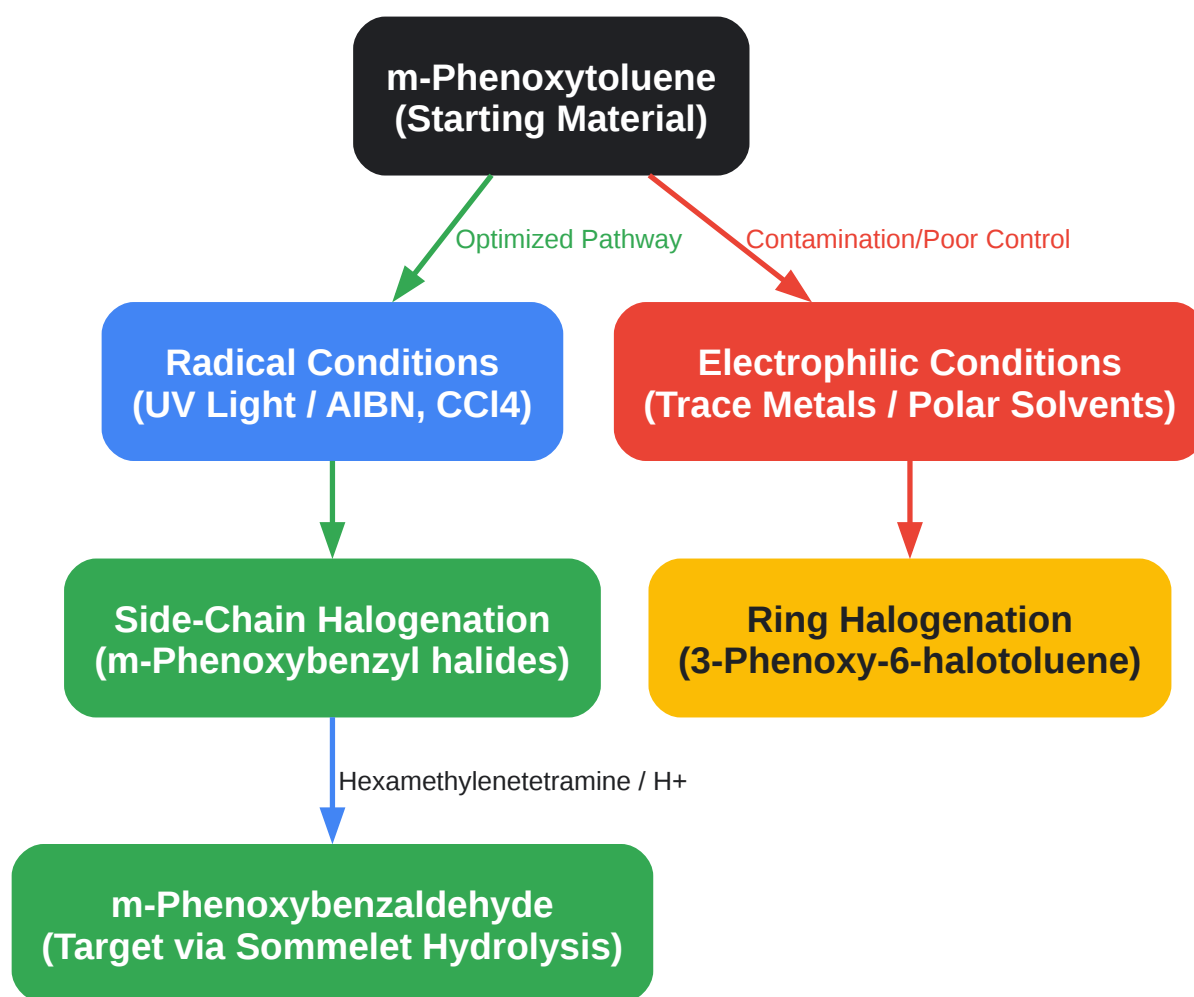 m-Phenoxytoluene
(Starting Material)
Optimized Pathway
Contamination/Poor Control
Radical Conditions
(UV Light / AIBN, CCl4)
Electrophilic Conditions
(Trace Metals / Polar Solvents)
Side-Chain Halogenation
(m-Phenoxybenzyl halides)
Ring Halogenation
(3-Phenoxy-6-halotoluene)
Hexamethylenetetramine / H+
m-Phenoxybenzaldehyde
(Target via Sommelet Hydrolysis)